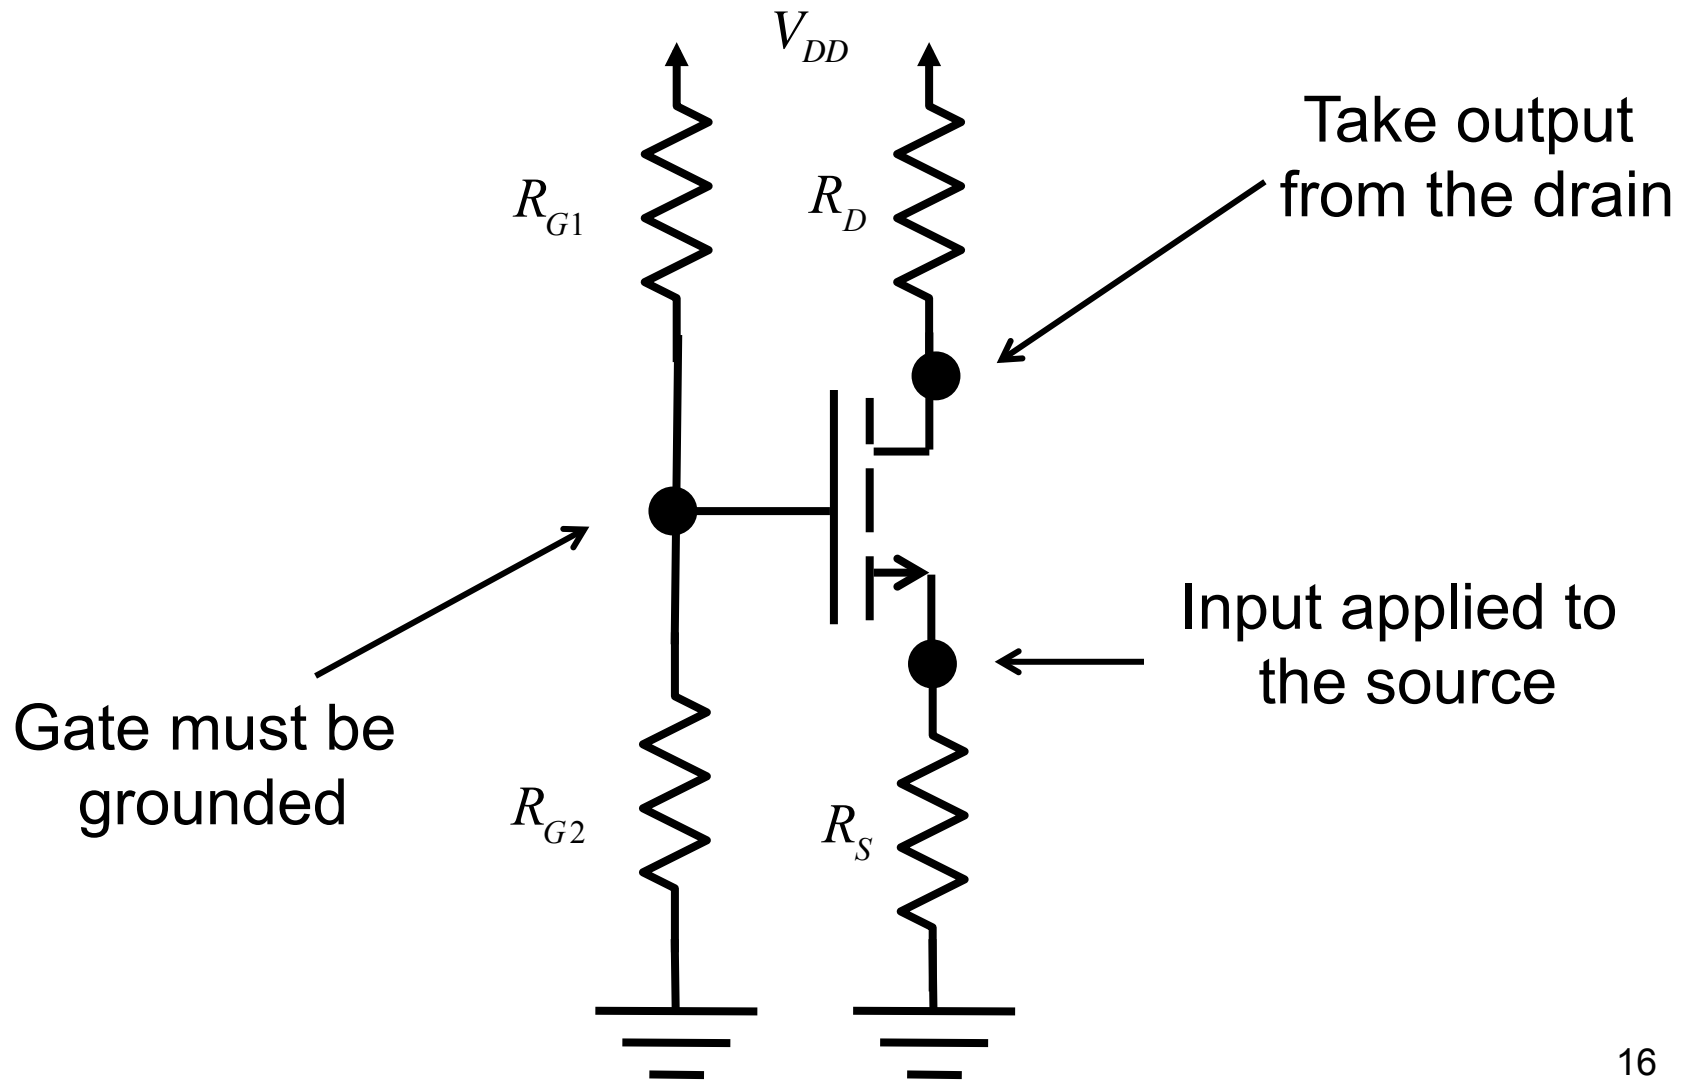 V_DD
Take output
from the drain
R_G1
R_D
Input applied to
the source
Gate must be
grounded
R_G2
R_S
16